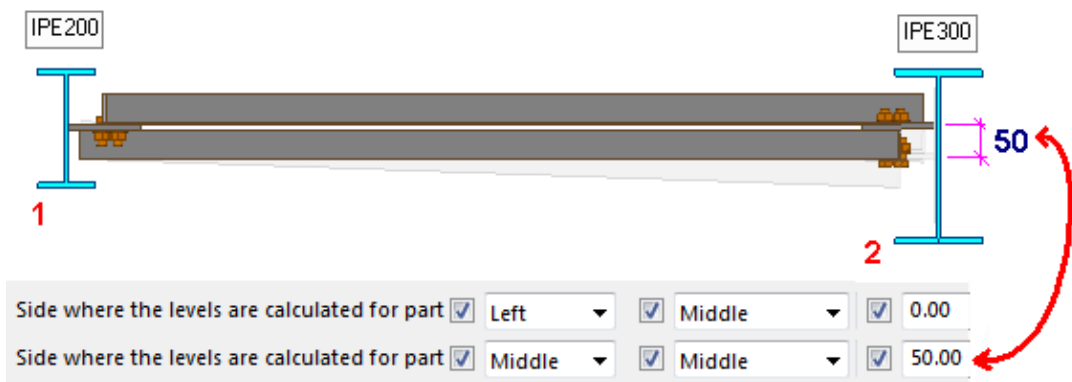 IPE200
IPE300
50
1
2
Side where the levels are calculated for part Left Middle 0.00
Side where the levels are calculated for part Middle Middle 50.00